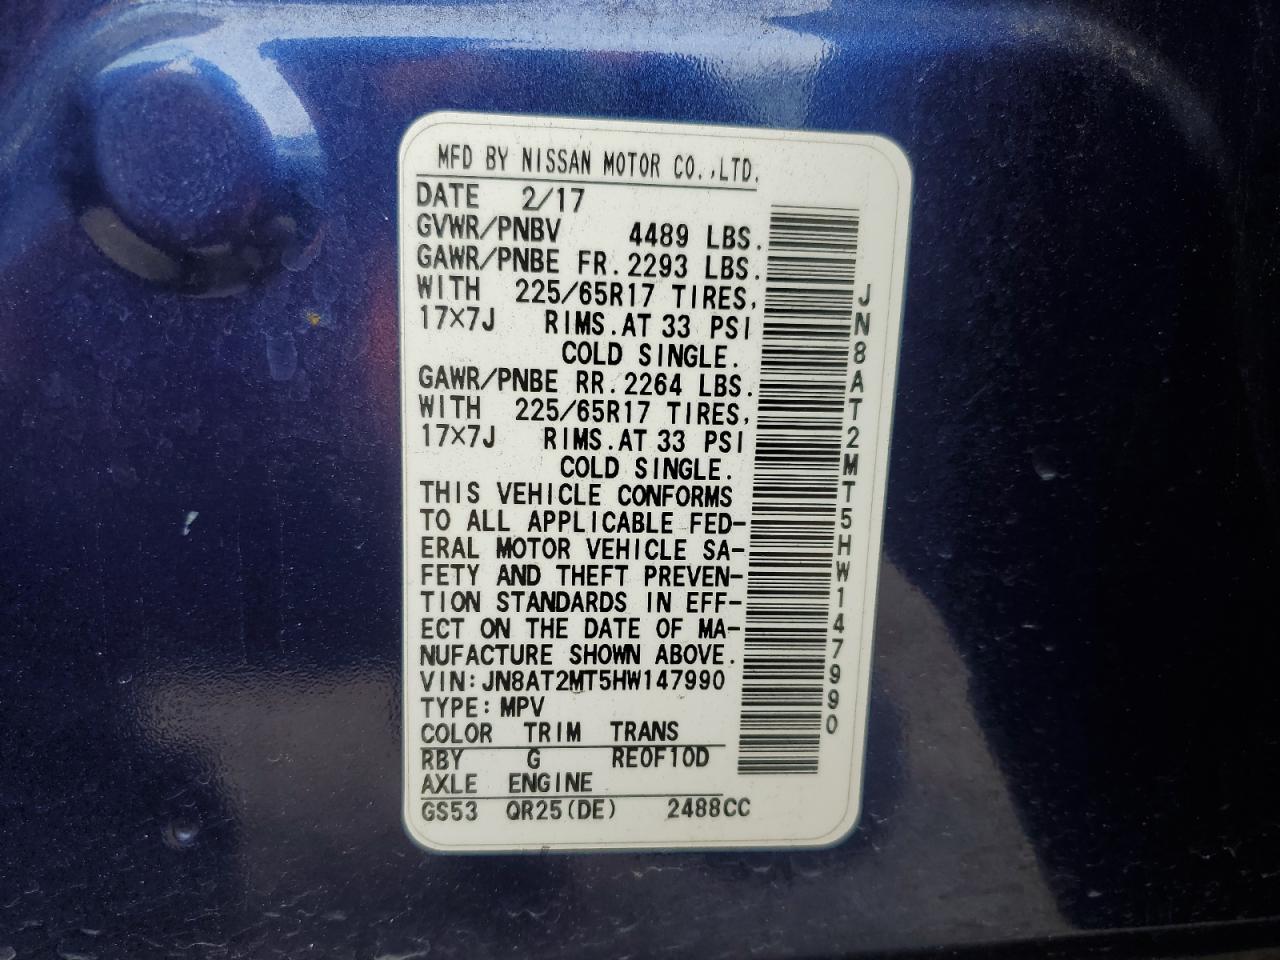 MFD BY NISSAN MOTOR CO.,LTD.
DATE 2/17
GVWR/PNBV 4489 LBS.
GAWR/PNBE FR.2293 LBS.
WITH 225/65R17 TIRES,
17×7J RIMS.AT 33 PSI
COLD SINGLE.
GAWR/PNBE RR.2264 LBS.
WITH 225/65R17 TIRES,
17×7J RIMS.AT 33 PSI
COLD SINGLE.
THIS VEHICLE CONFORMS
TO ALL APPLICABLE FED-
ERAL MOTOR VEHICLE SA-
FETY AND THEFT PREVEN-
TION STANDARDS IN EFF-
ECT ON THE DATE OF MA-
NUFACTURE SHOWN ABOVE.
VIN:JN8AT2MT5HW147990
TYPE:MPV
COLOR TRIM TRANS
RBY G RE0F10D
AXLE ENGINE
GS53 QR25(DE) 2488CC
JN8AT2MT5HW147990